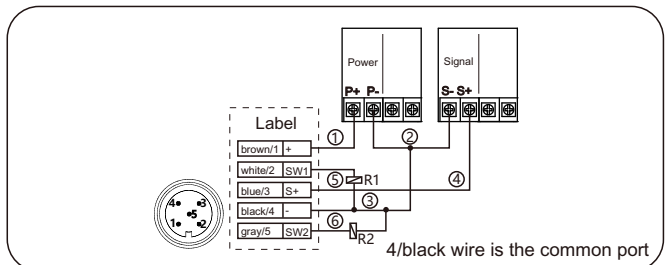 Power
Signal
P+ P-
S- S+
Label
① ②
brown/1 +
white/2 SW1
⑤ R1
blue/3 S+
④
③
black/4 -
⑥
gray/5 SW2
R2
4 3
5
1 2
4/black wire is the common port